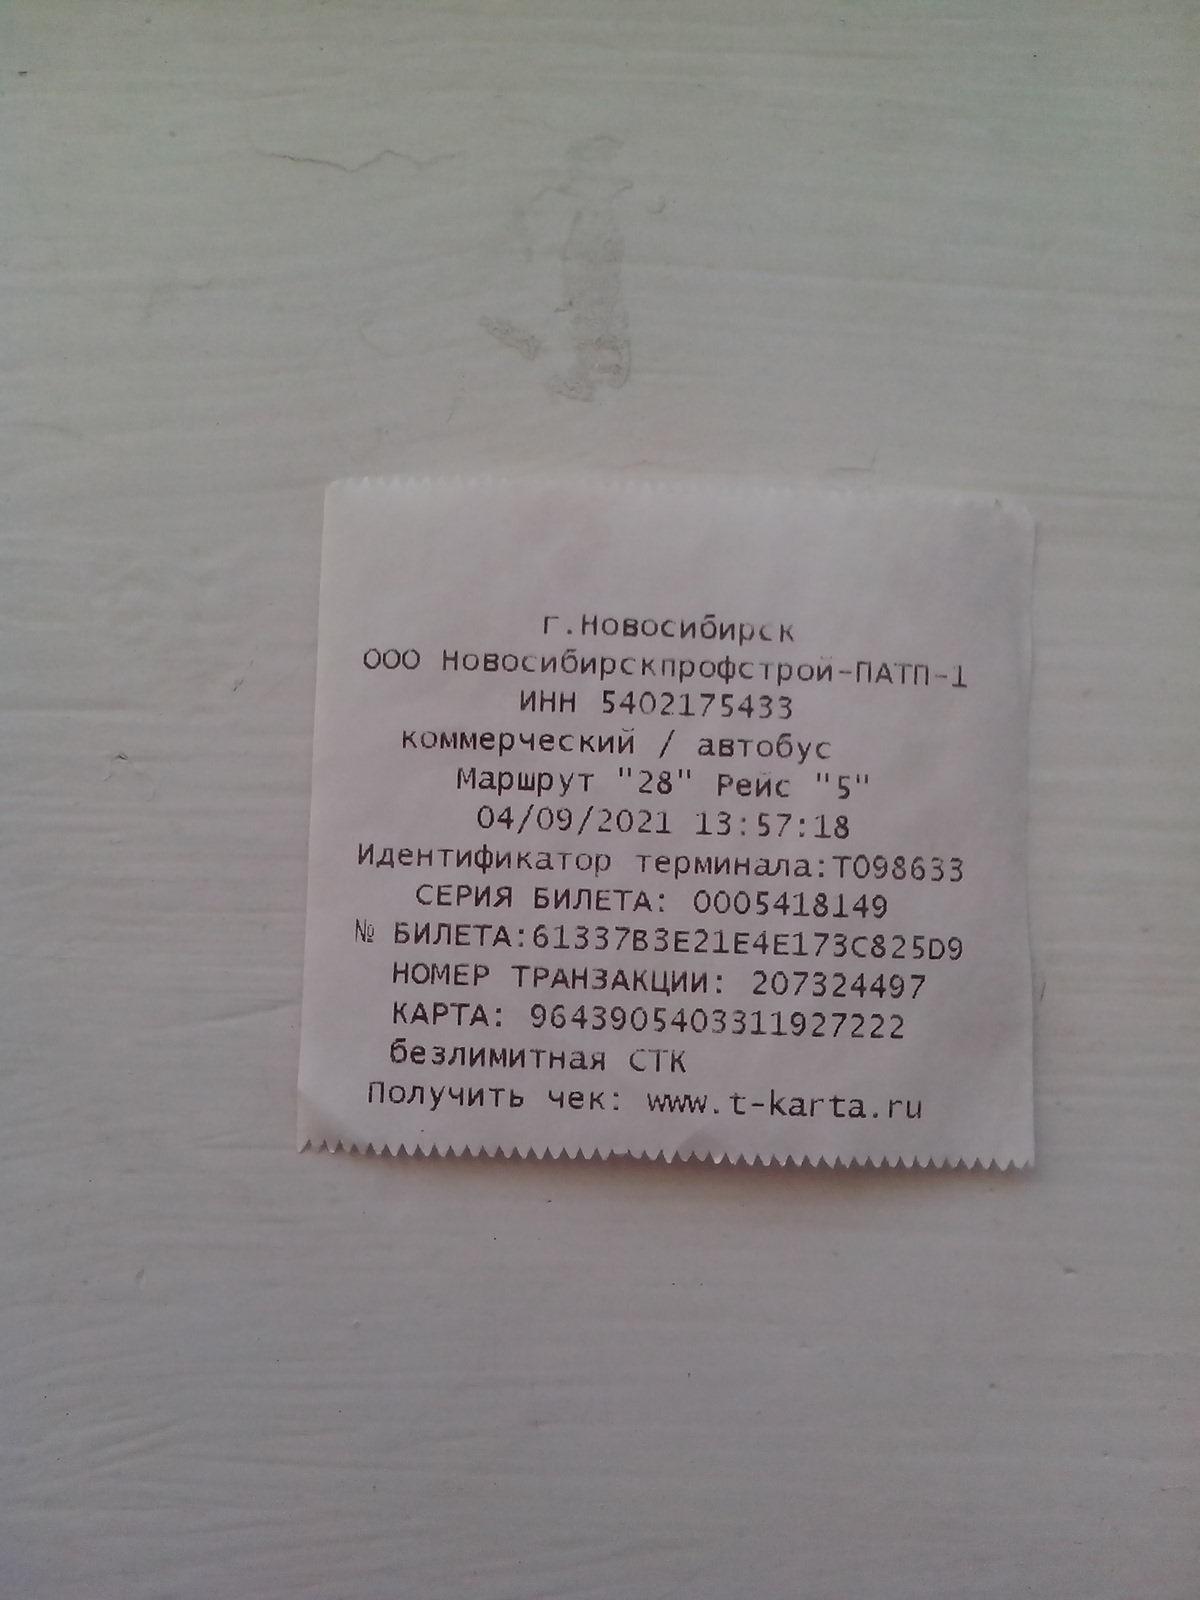 г.Новосибирск
ООО Новосибирскпрофстрой-ПАТП-1
ИНН 5402175433
коммерческий / автобус
Маршрут "28" Рейс "5"
04/09/2021 13:57:18
Идентификатор терминала:T098633
СЕРИЯ БИЛЕТА: 0005418149
№ БИЛЕТА:61337B3E21E4E173C825D9
НОМЕР ТРАНЗАКЦИИ: 207324497
КАРТА: 9643905403311927222
безлимитная СТК
Получить чек: www.t-karta.ru